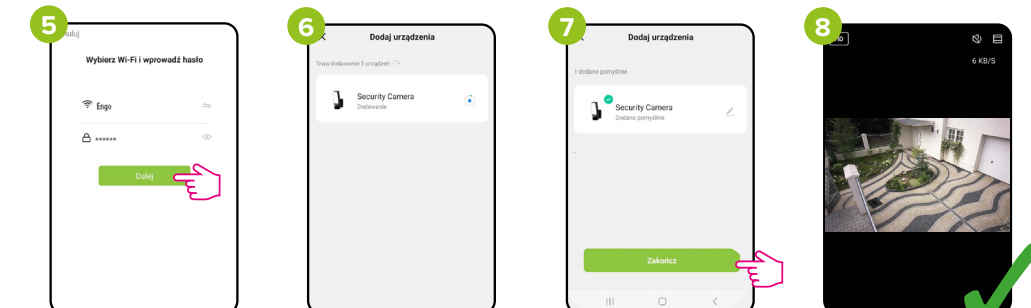 5
Wybierz Wi-Fi i wprowadź hasło
Engo
******
Dalej
6
Dodaj urządzenia
Trwa dodawanie 1 urządzeń
Security Camera
Dodawanie
7
Dodaj urządzenia
1 dodano pomyślnie
Security Camera
Dodano pomyślnie
Zakończ
8
6 KB/S